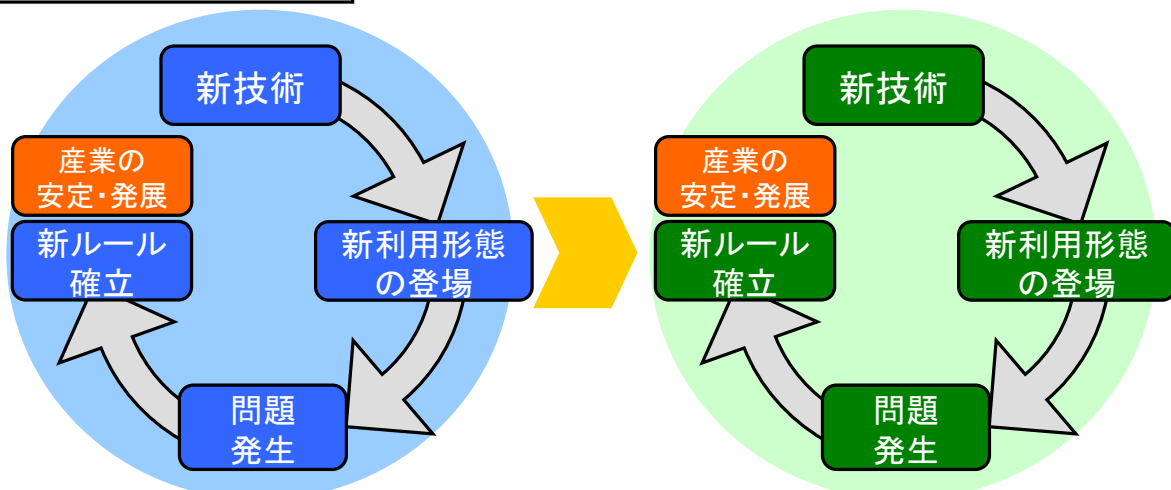 新技術
産業の
安定・発展
新ルール
確立
新利用形態
の登場
問題
発生
新技術
産業の
安定・発展
新ルール
確立
新利用形態
の登場
問題
発生